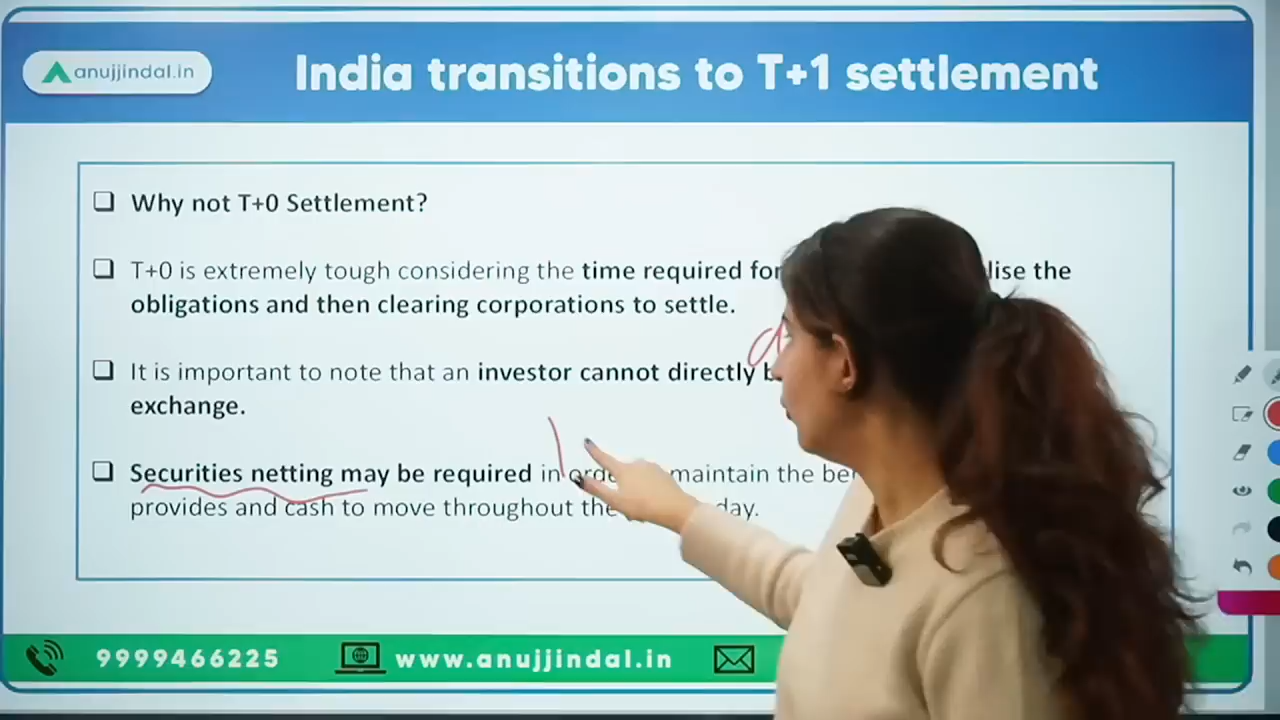 anujjindal.in
India transitions to T+1 settlement
Why not T+0 Settlement?
T+0 is extremely tough considering the time required for
the
obligations and then clearing corporations to settle.
It is important to note that an investor cannot directly
exchange.
Securities netting may be required in maintain the
provides and cash to move throughout the day.
9999466225
www.anujjindal.in